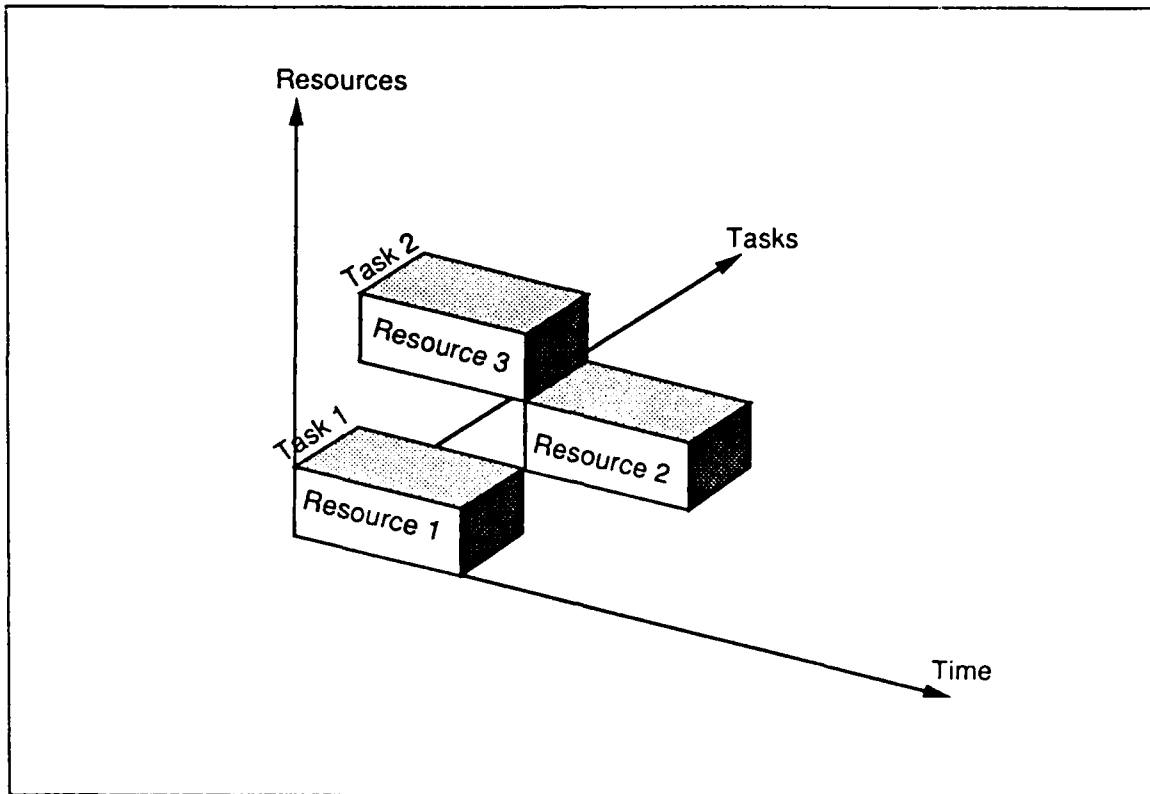 Resources
Tasks
Task 2
Resource 3
Task 1
Resource 2
Resource 1
Time